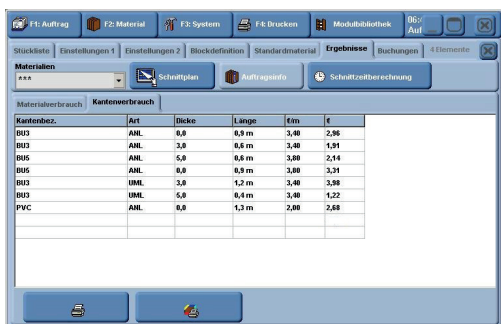 F1: Auftrag F2: Material F3: System F4: Drucken Modulbibliothek 06:
Auf
Stückliste Einstellungen 1 Einstellungen 2 Blockdefinition Standardmaterial Ergebnisse Buchungen 4 Elemente
Materialien
*** Schnittplan Auftragsinfo Schnittzeitberechnung
Materialverbrauch Kantenverbrauch
Kantenbez. Art Dicke Länge €/m €
BU3 ANL 0,0 0,9 m 3,40 2,96
BU3 ANL 3,0 0,6 m 3,40 1,91
BU5 ANL 5,0 0,6 m 3,80 2,14
BU5 ANL 0,0 0,9 m 3,80 3,31
BU3 UML 3,0 1,2 m 3,40 3,98
BU3 UML 5,0 0,4 m 3,40 1,22
PVC ANL 0,0 1,3 m 2,00 2,68